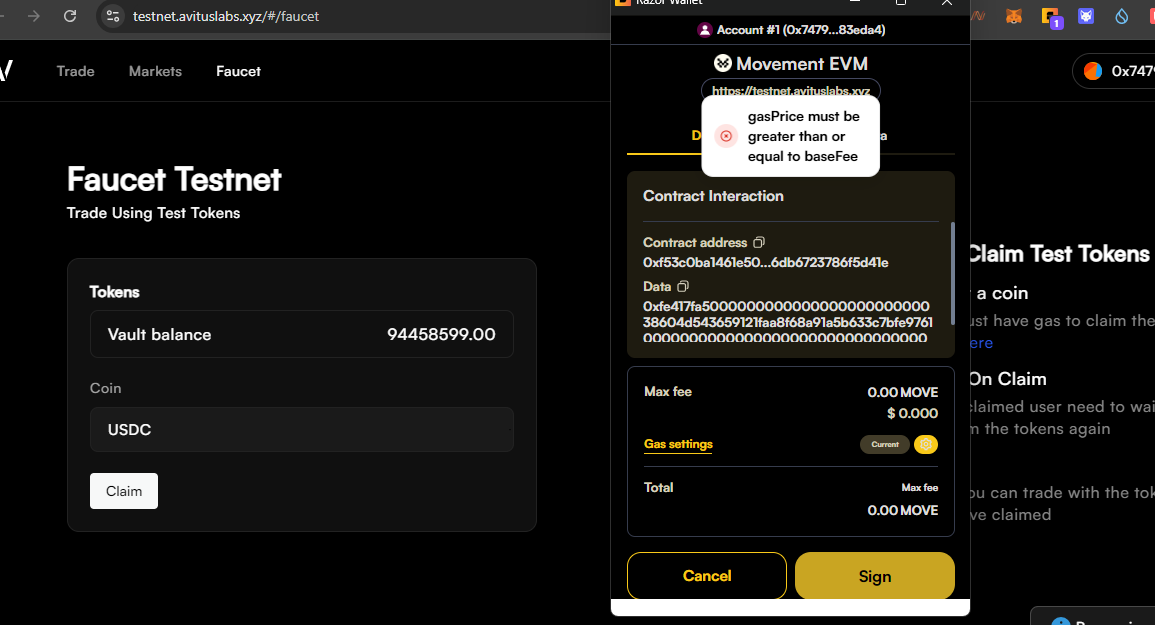 testnet.avituslabs.xyz/#/faucet
Trade
Markets
Faucet
0x747
Faucet Testnet
Trade Using Test Tokens
Tokens
Vault balance
94458599.00
Coin
USDC
Claim
Razor Wallet
Account #1 (0x7479...83eda4)
Movement EVM
https://testnet.avituslabs.xyz
gasPrice must be
greater than or
equal to baseFee
Contract Interaction
Contract address
0xf53c0ba1461e50...6db6723786f5d41e
Data
0xfe417fa50000000000000000000000000
38604d543659121faa8f68a91a5b633c7bfe9761
Max fee
0.00 MOVE
$ 0.000
Gas settings
Current
Total
Max fee
0.00 MOVE
Cancel
Sign
1
Claim Test Tokens
a coin
have gas to claim the
ere
On Claim
claimed user need to wai
the tokens again
can trade with the tok
ve claimed